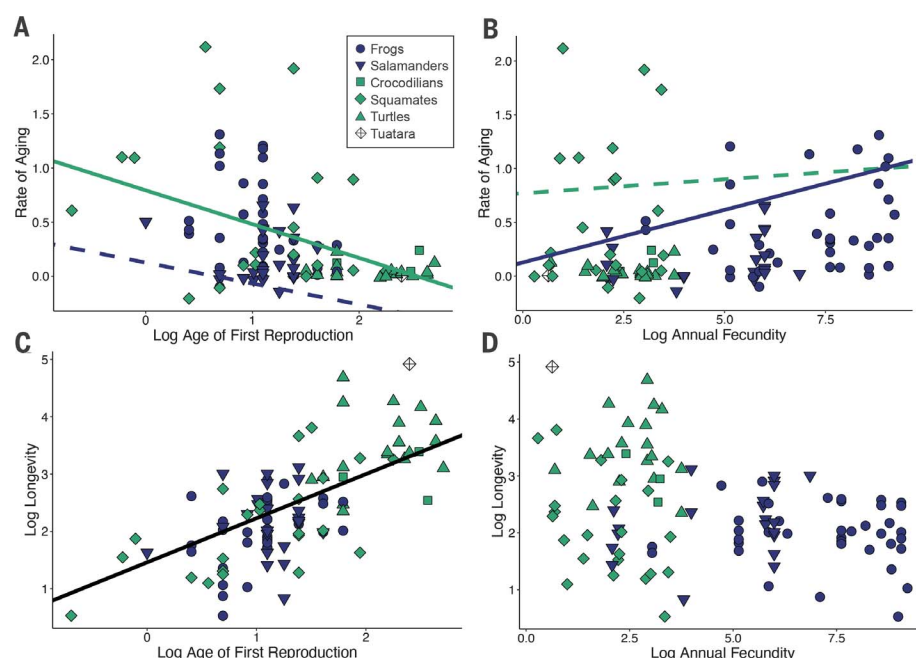 A
B
Rate of Aging
2.0
1.5
1.0
0.5
0.0
Frogs
Salamanders
Crocodilians
Squamates
Turtles
Tuatara
0
1
2
Log Age of First Reproduction
Rate of Aging
2.0
1.5
1.0
0.5
0.0
0.0
2.5
5.0
7.5
Log Annual Fecundity
C
D
Log Longevity
5
4
3
2
1
0
1
2
Log Age of First Reproduction
Log Longevity
5
4
3
2
1
0.0
2.5
5.0
7.5
Log Annual Fecundity